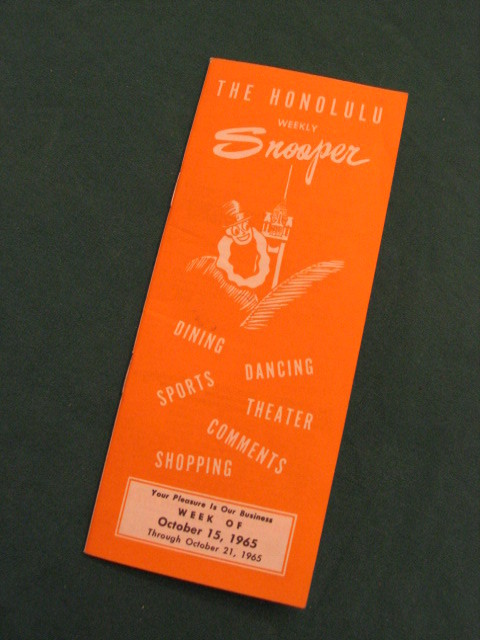 THE HONOLULU
WEEKLY
Snooper
DINING
DANCING
SPORTS
THEATER
COMMENTS
SHOPPING
Your Pleasure Is Our Business
WEEK OF
October 15, 1965
Through October 21, 1965